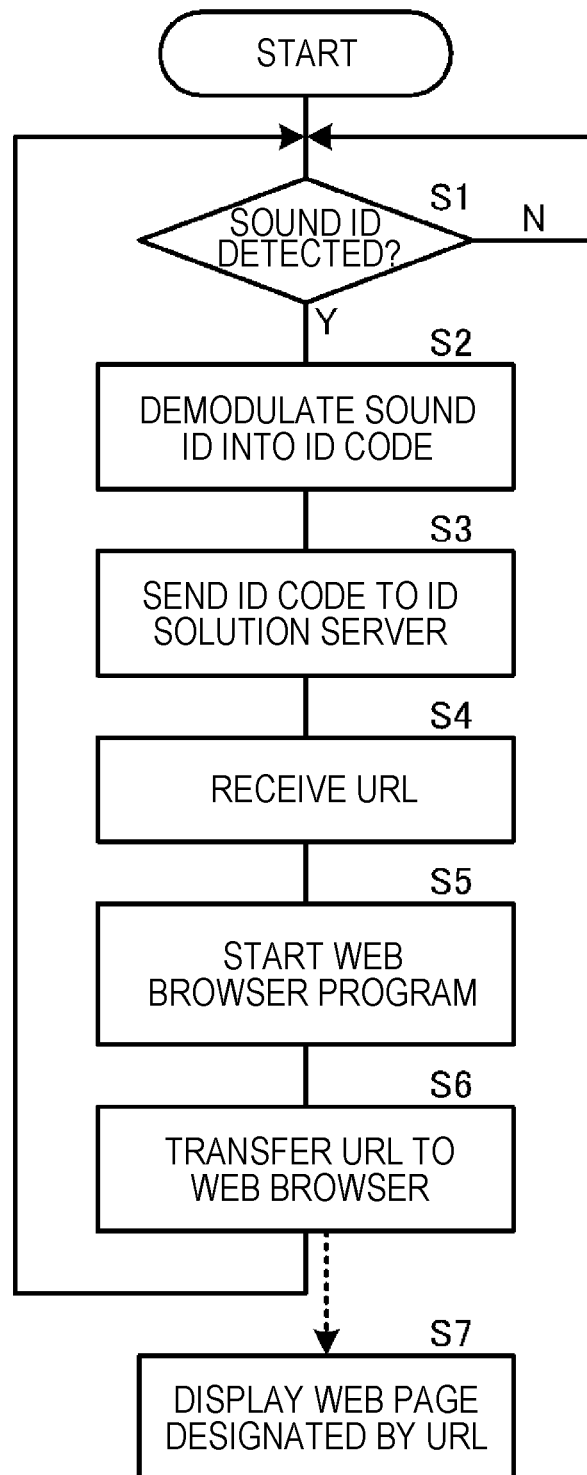 START
S1
SOUND ID
DETECTED?
N
Y
S2
DEMODULATE SOUND
ID INTO ID CODE
S3
SEND ID CODE TO ID
SOLUTION SERVER
S4
RECEIVE URL
S5
START WEB
BROWSER PROGRAM
S6
TRANSFER URL TO
WEB BROWSER
S7
DISPLAY WEB PAGE
DESIGNATED BY URL